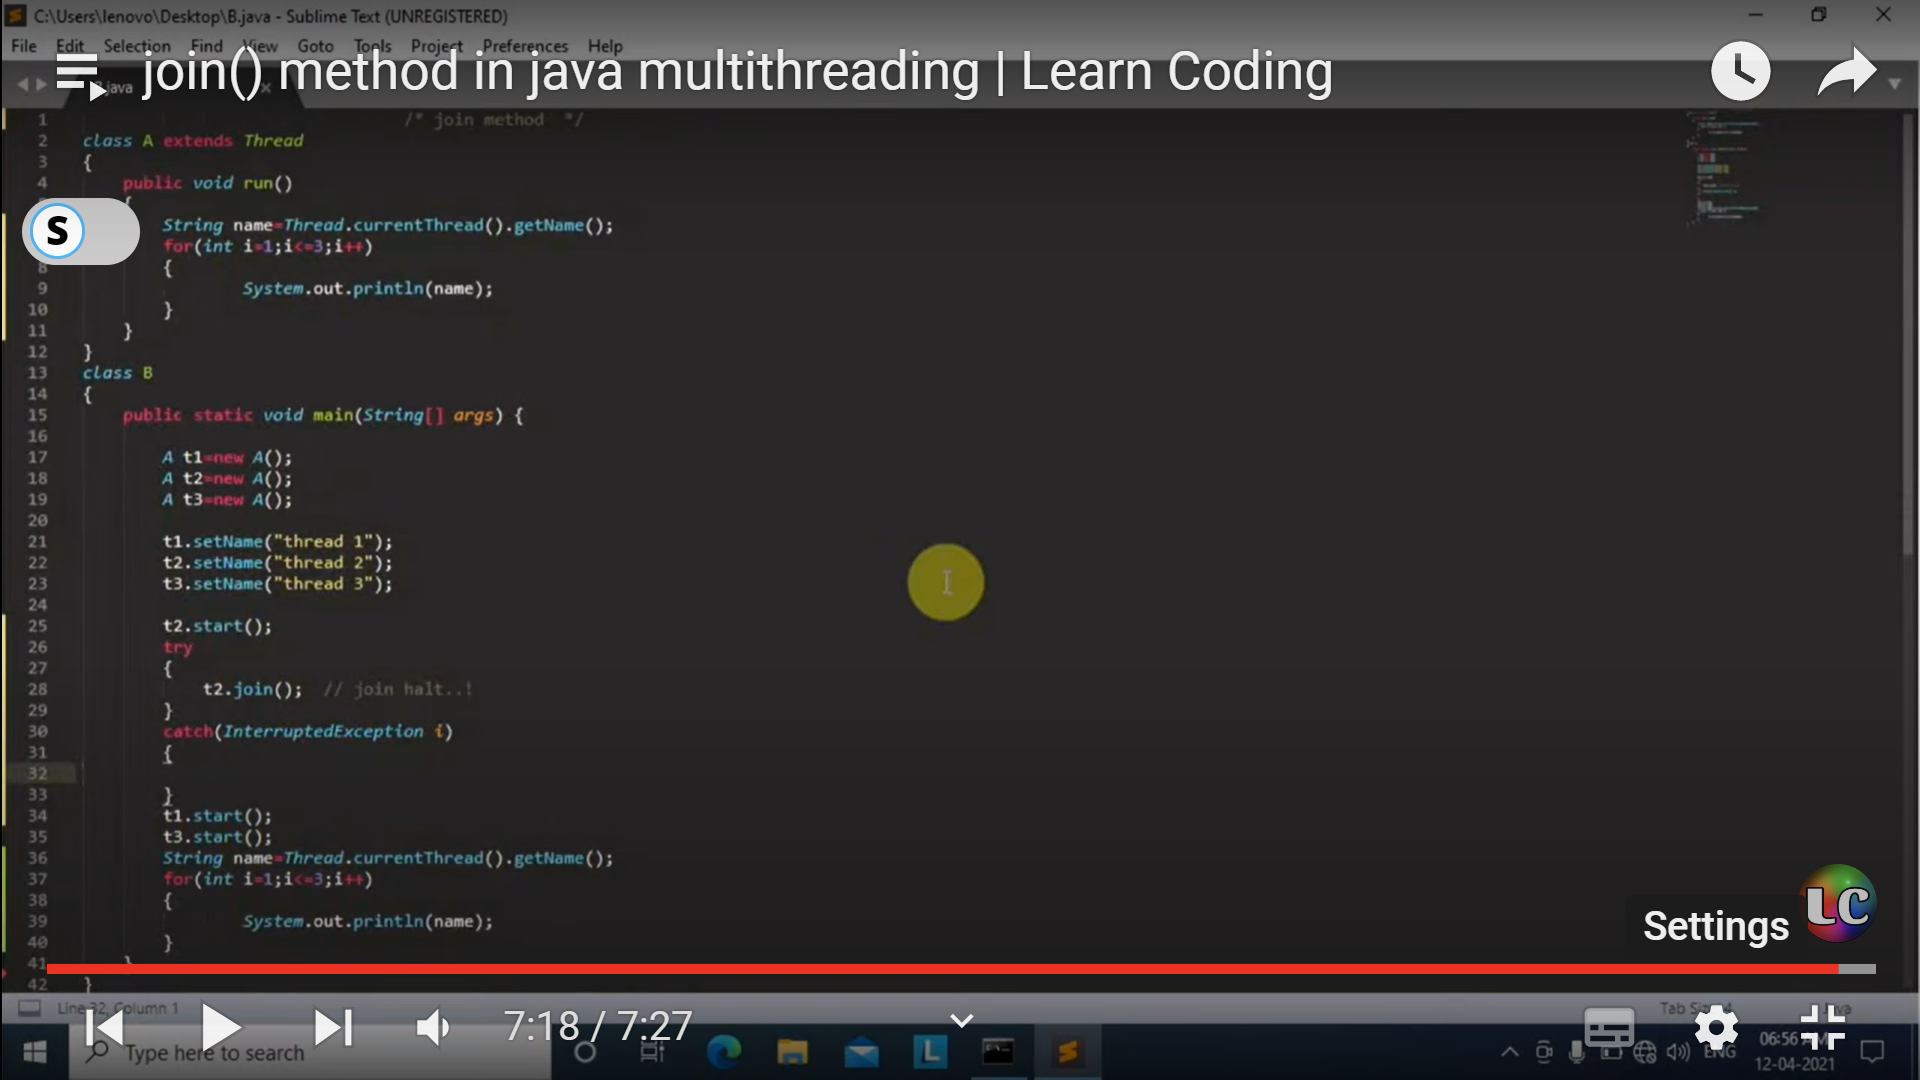 C:\Users\lenovo\Desktop\B.java - Sublime Text (UNREGISTERED)
File Edit Selection Find View Goto Tools Project Preferences Help
join() method in java multithreading | Learn Coding
java
1 /* join method */
2 class A extends Thread
3 {
4 public void run()
{
S
String name=Thread.currentThread().getName();
for(int i=1;i<=3;i++)
8 {
9 System.out.println(name);
10 }
11 }
12 }
13 class B
14 {
15 public static void main(String[] args) {
16
17 A t1=new A();
18 A t2=new A();
19 A t3=new A();
20
21 t1.setName("thread 1");
22 t2.setName("thread 2");
23 t3.setName("thread 3");
24
25 t2.start();
26 try
27 {
28 t2.join(); // join halt..!
29 }
30 catch(InterruptedException i)
31 {
32
33 }
34 t1.start();
35 t3.start();
36 String name=Thread.currentThread().getName();
37 for(int i=1;i<=3;i++)
38 {
39 System.out.println(name);
40 }
41 }
42 }
LC
Settings
Line 32, Column 1
7:18 / 7:27
Type here to search
L
ENG
06:56
12-04-2021